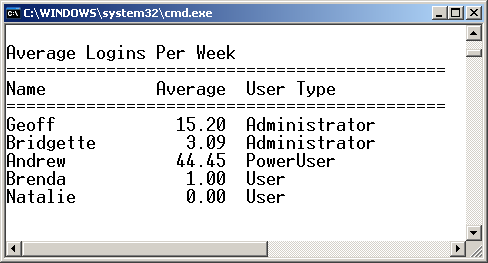 C:\WINDOWS\system32\cmd.exe
Average Logins Per Week
============================================
Name           Average  User Type
============================================
Geoff            15.20  Administrator
Bridgette         3.09  Administrator
Andrew           44.45  PowerUser
Brenda            1.00  User
Natalie           0.00  User